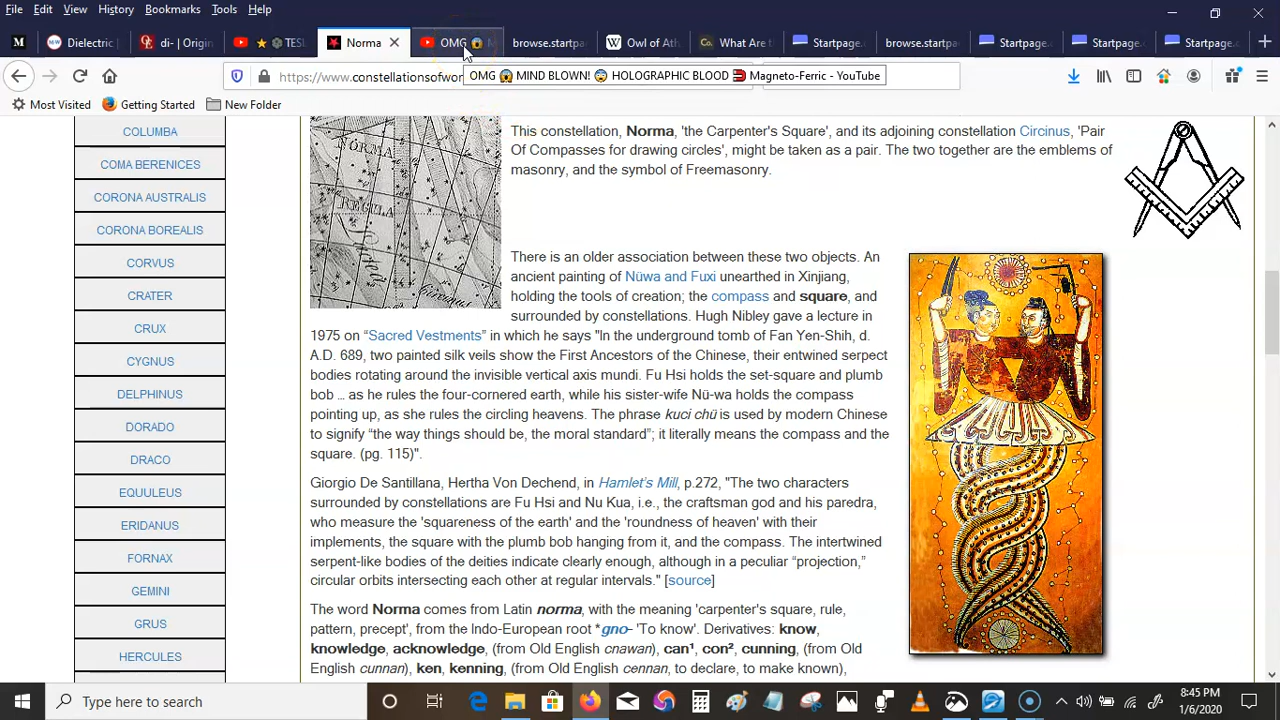 File Edit View History Bookmarks Tools Help
Dielectric
di- | Origin
TESL
Norma
OMG
browse.startpa
Owl of Ath
What Are
Startpage.
Startpage.
Startpage.
Startpage.
https://www.constellationsofwor
OMG 😱 MIND BLOWN! 😨 HOLOGRAPHIC BLOOD 🧲 Magneto-Ferric - YouTube
Most Visited Getting Started New Folder
COLUMBA
COMA BERENICES
CORONA AUSTRALIS
CORONA BOREALIS
CORVUS
CRATER
CRUX
CYGNUS
DELPHINUS
DORADO
DRACO
EQUULEUS
ERIDANUS
FORNAX
GEMINI
GRUS
HERCULES
NORMA
REGULA
This constellation, Norma, 'the Carpenter's Square', and its adjoining constellation Circinus, 'Pair
Of Compasses for drawing circles', might be taken as a pair. The two together are the emblems of
masonry, and the symbol of Freemasonry.
There is an older association between these two objects. An
ancient painting of Nüwa and Fuxi unearthed in Xinjiang,
holding the tools of creation; the compass and square, and
surrounded by constellations. Hugh Nibley gave a lecture in
1975 on “Sacred Vestments” in which he says "In the underground tomb of Fan Yen-Shih, d.
A.D. 689, two painted silk veils show the First Ancestors of the Chinese, their entwined serpect
bodies rotating around the invisible vertical axis mundi. Fu Hsi holds the set-square and plumb
bob … as he rules the four-cornered earth, while his sister-wife Nü-wa holds the compass
pointing up, as she rules the circling heavens. The phrase kuci chü is used by modern Chinese
to signify “the way things should be, the moral standard”; it literally means the compass and the
square. (pg. 115)".
Giorgio De Santillana, Hertha Von Dechend, in Hamlet's Mill, p.272, "The two characters
surrounded by constellations are Fu Hsi and Nu Kua, i.e., the craftsman god and his paredra,
who measure the 'squareness of the earth' and the 'roundness of heaven' with their
implements, the square with the plumb bob hanging from it, and the compass. The intertwined
serpent-like bodies of the deities indicate clearly enough, although in a peculiar “projection,”
circular orbits intersecting each other at regular intervals." [source]
The word Norma comes from Latin norma, with the meaning 'carpenter's square, rule,
pattern, precept', from the Indo-European root *gno- 'To know'. Derivatives: know,
knowledge, acknowledge, (from Old English cnawan), can¹, con², cunning, (from Old
English cunnan), ken, kenning, (from Old English cennan, to declare, to make known),
Type here to search
8:45 PM
1/6/2020